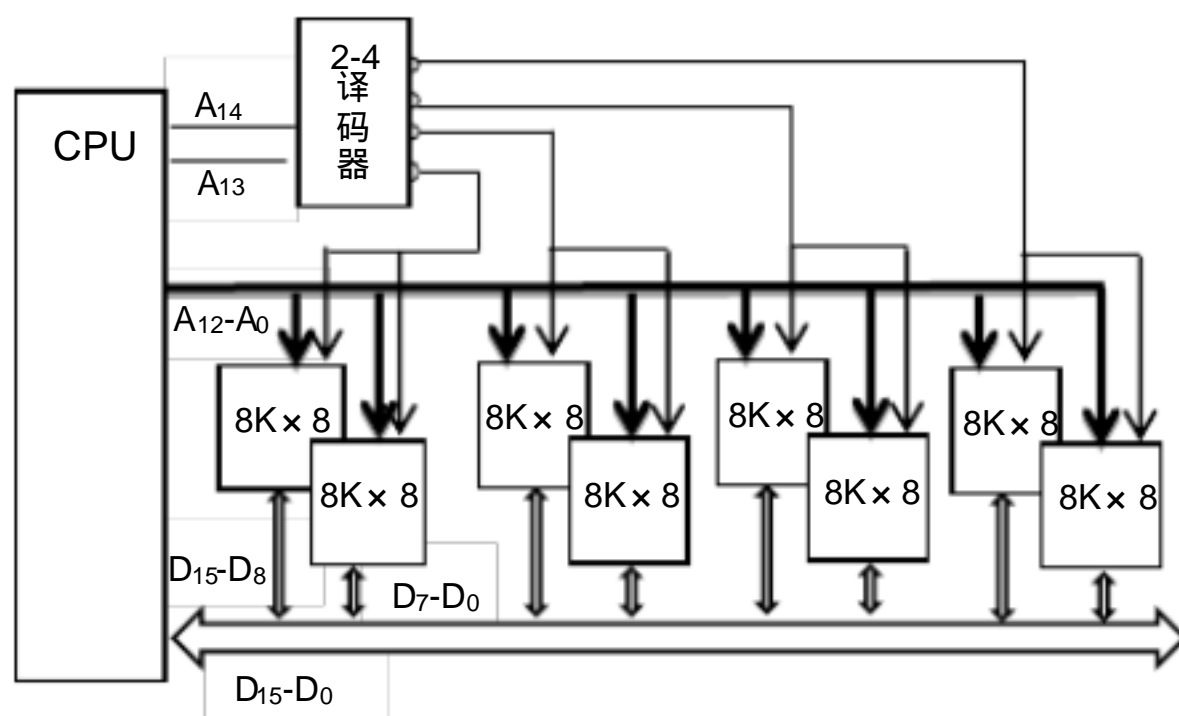 2-4
译
码
器
A14
CPU
A13
A12-A0
8K× 8
8K× 8
8K× 8
8K× 8
8K× 8
8K× 8
8K× 8
8K× 8
D15-D8
D7-D0
D15-D0